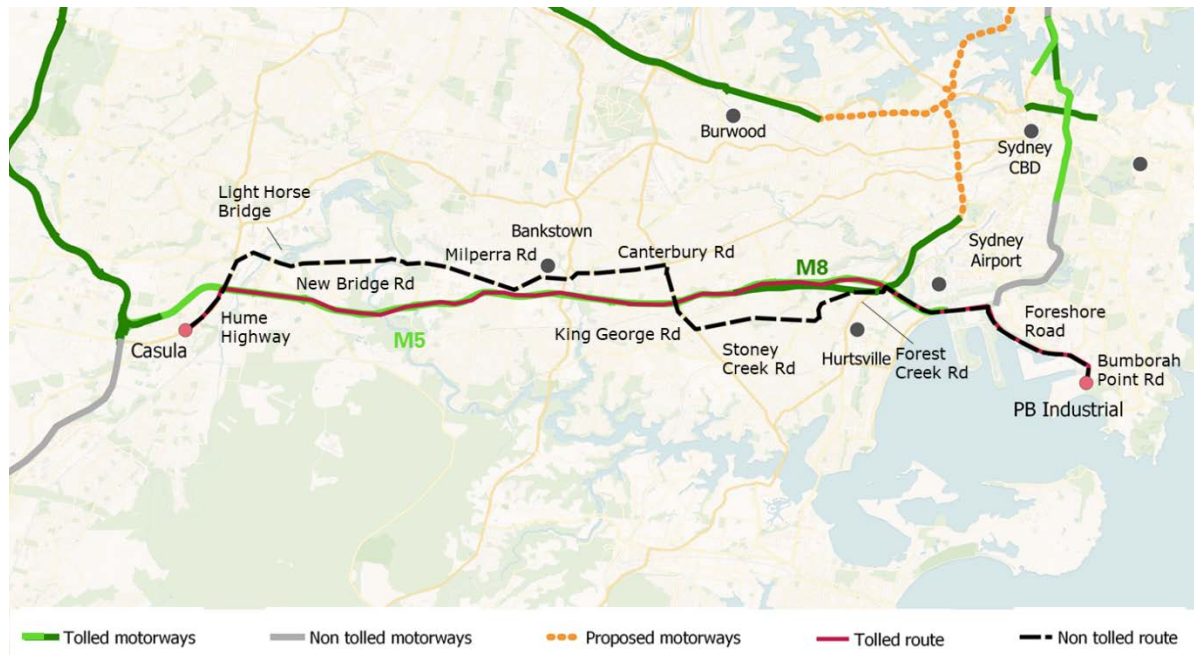 Burwood
Sydney
CBD
Light Horse
Bridge
Bankstown
Milperra Rd
Canterbury Rd
Sydney
Airport
M8
New Bridge Rd
Hume
Highway
Casula
M5
King George Rd
Stoney
Creek Rd
Hurtsville
Forest
Creek Rd
Foreshore
Road
Bumborah
Point Rd
PB Industrial
Tolled motorways
Non tolled motorways
Proposed motorways
Tolled route
Non tolled route